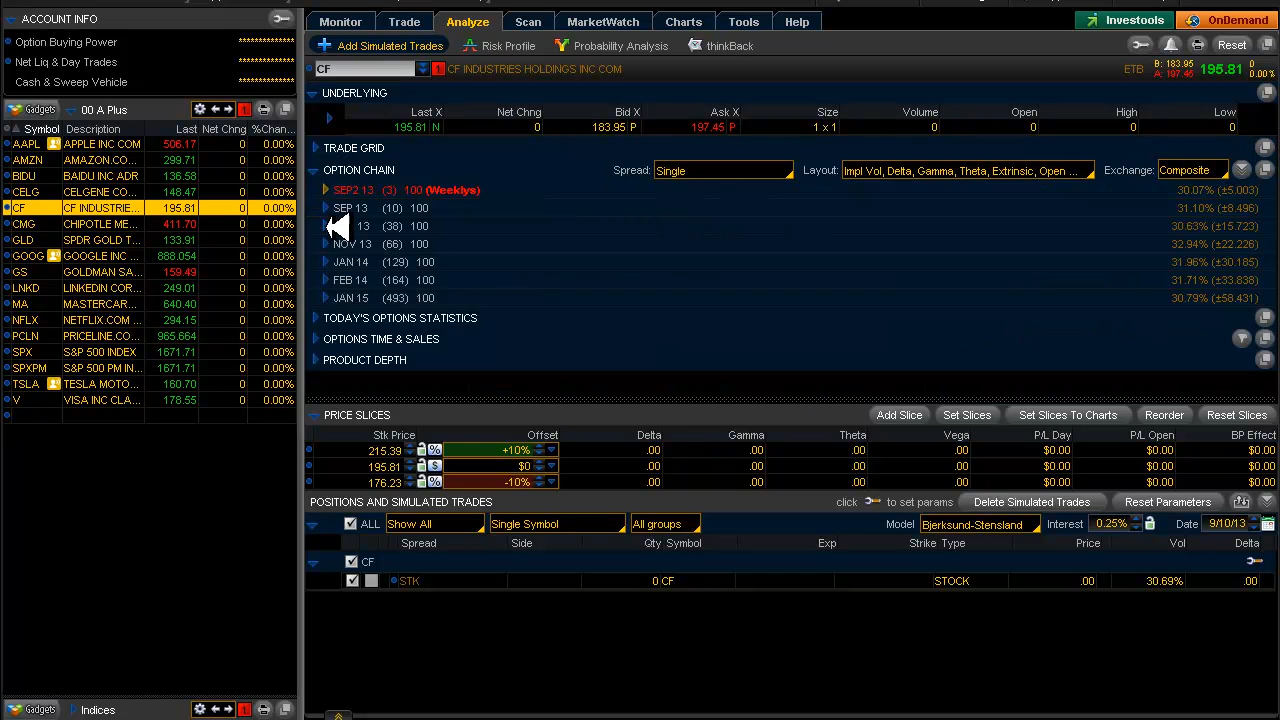 ACCOUNT INFO
Option Buying Power **************
Net Liq & Day Trades **************
Cash & Sweep Vehicle **************
Gadgets 00 A Plus 1
Symbol Description Last Net Chng %Chan...
AAPL APPLE INC COM 506.17 0 0.00%
AMZN AMAZON.CO... 299.71 0 0.00%
BIDU BAIDU INC ADR 136.58 0 0.00%
CELG CELGENE CO... 148.47 0 0.00%
CF CF INDUSTRIE... 195.81 0 0.00%
CMG CHIPOTLE ME... 411.70 0 0.00%
GLD SPDR GOLD T... 133.91 0 0.00%
GOOG GOOGLE INC ... 888.054 0 0.00%
GS GOLDMAN SA... 159.49 0 0.00%
LNKD LINKEDIN COR... 249.01 0 0.00%
MA MASTERCAR... 640.40 0 0.00%
NFLX NETFLIX.COM ... 294.15 0 0.00%
PCLN PRICELINE.CO... 965.664 0 0.00%
SPX S&P 500 INDEX 1671.71 0 0.00%
SPXPM S&P 500 PM IN... 1671.71 0 0.00%
TSLA TESLA MOTO... 160.70 0 0.00%
V VISA INC CLA... 178.55 0 0.00%
Gadgets Indices 1
Monitor Trade Analyze Scan MarketWatch Charts Tools Help Investools OnDemand
Add Simulated Trades Risk Profile Probability Analysis thinkBack Reset
CF 1 CF INDUSTRIES HOLDINGS INC COM ETB B: 183.95 A: 197.45 195.81 0 0.00%
UNDERLYING
Last X Net Chng Bid X Ask X Size Volume Open High Low
195.81 N 0 183.95 P 197.45 P 1 x 1 0 0 0 0
TRADE GRID
OPTION CHAIN Spread: Single Layout: Impl Vol, Delta, Gamma, Theta, Extrinsic, Open ... Exchange: Composite
SEP2 13 (3) 100 (Weeklys) 30.07% (±5.003)
SEP 13 (10) 100 31.10% (±8.496)
13 (38) 100 30.63% (±15.723)
NOV 13 (66) 100 32.94% (±22.226)
JAN 14 (129) 100 31.96% (±30.185)
FEB 14 (164) 100 31.71% (±33.838)
JAN 15 (493) 100 30.79% (±58.431)
TODAY'S OPTIONS STATISTICS
OPTIONS TIME & SALES
PRODUCT DEPTH
PRICE SLICES Add Slice Set Slices Set Slices To Charts Reorder Reset Slices
Stk Price Offset Delta Gamma Theta Vega P/L Day P/L Open BP Effect
215.39 % +10% .00 .00 .00 .00 $0.00 $0.00 $0.00
195.81 $ $0 .00 .00 .00 .00 $0.00 $0.00 $0.00
176.23 % -10% .00 .00 .00 .00 $0.00 $0.00 $0.00
POSITIONS AND SIMULATED TRADES click to set params Delete Simulated Trades Reset Parameters
ALL Show All Single Symbol All groups Model Bjerksund-Stensland Interest 0.25% Date 9/10/13
Spread Side Qty Symbol Exp Strike Type Price Vol Delta
CF
STK 0 CF STOCK .00 30.69% .00